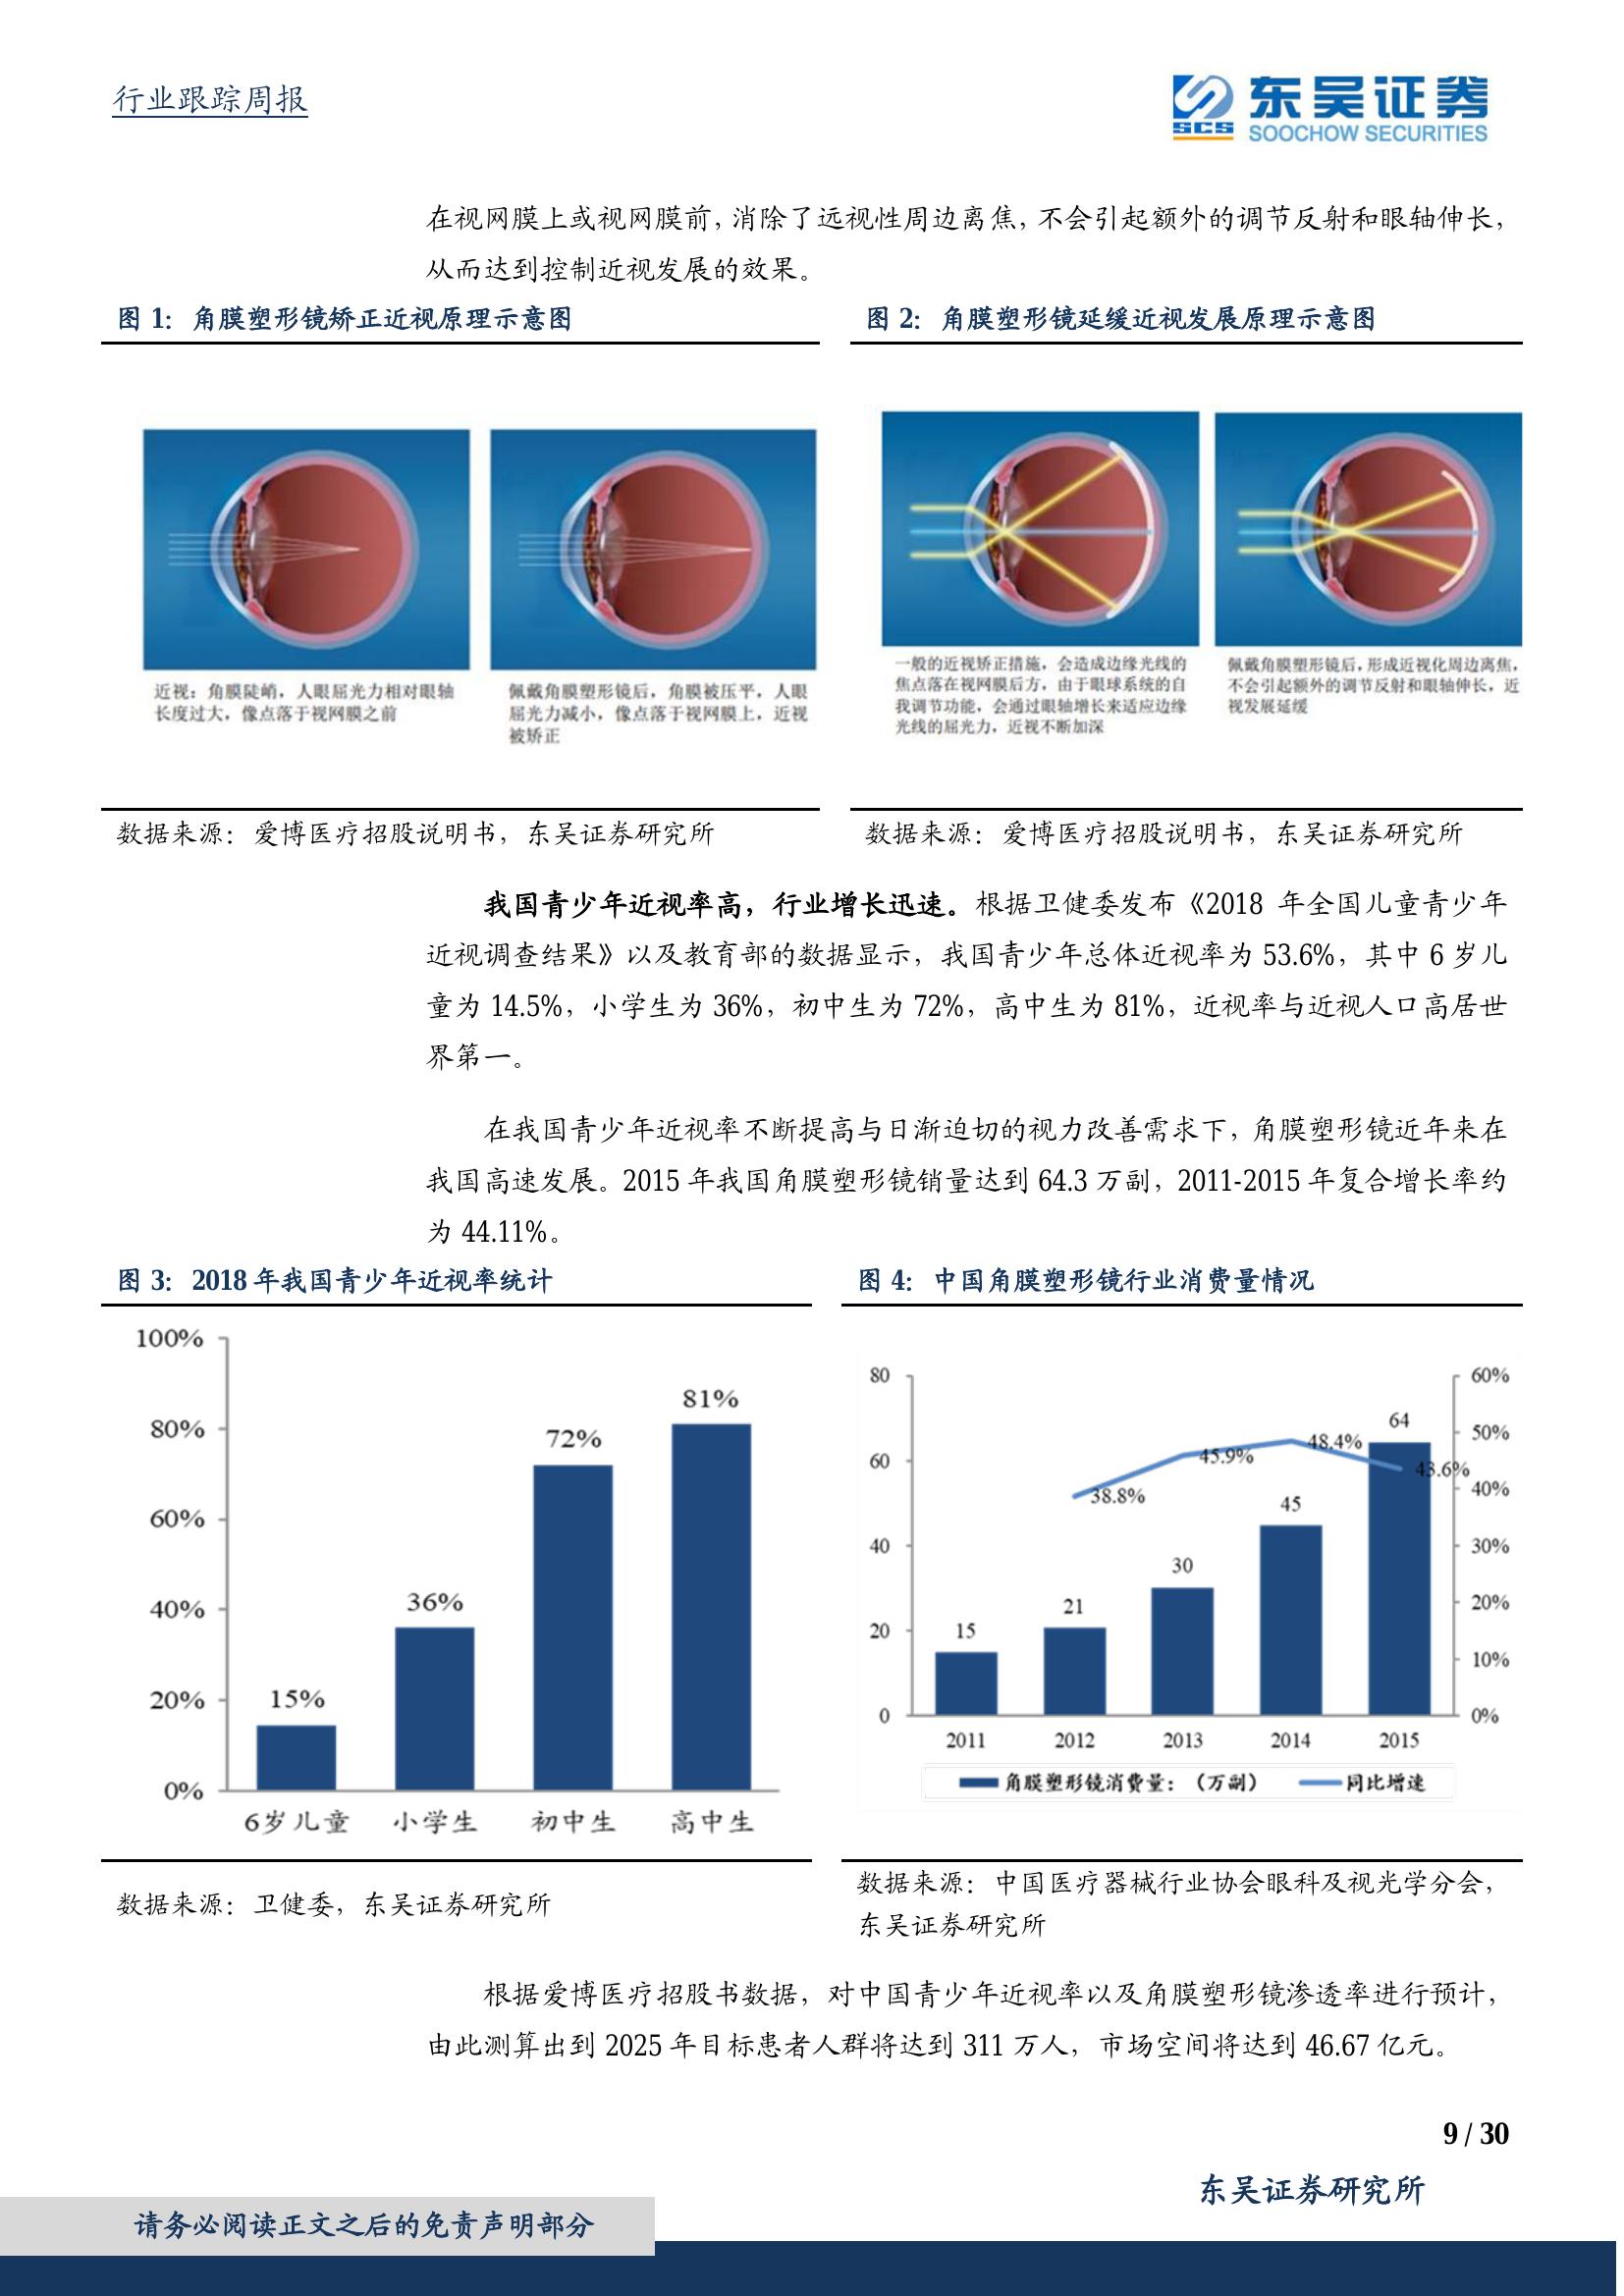 行业跟踪周报
SCS 东吴证券
SOOCHOW SECURITIES
在视网膜上或视网膜前，消除了远视性周边离焦，不会引起额外的调节反射和眼轴伸长，
从而达到控制近视发展的效果。
图 1： 角膜塑形镜矫正近视原理示意图
近视：角膜陡峭，人眼屈光力相对眼轴
长度过大，像点落于视网膜之前
佩戴角膜塑形镜后，角膜被压平，人眼
屈光力减小，像点落于视网膜上，近视
被矫正
数据来源：爱博医疗招股说明书，东吴证券研究所
图 2： 角膜塑形镜延缓近视发展原理示意图
一般的近视矫正措施，会造成边缘光线的
焦点落在视网膜后方，由于眼球系统的自
我调节功能，会通过眼轴增长来适应边缘
光线的屈光力，近视不断加深
佩戴角膜塑形镜后，形成近视化周边离焦，
不会引起额外的调节反射和眼轴伸长，近
视发展延缓
数据来源：爱博医疗招股说明书，东吴证券研究所
我国青少年近视率高，行业增长迅速。根据卫健委发布《2018 年全国儿童青少年
近视调查结果》以及教育部的数据显示，我国青少年总体近视率为 53.6%，其中 6 岁儿
童为 14.5%，小学生为 36%，初中生为 72%，高中生为 81%，近视率与近视人口高居世
界第一。
在我国青少年近视率不断提高与日渐迫切的视力改善需求下，角膜塑形镜近年来在
我国高速发展。2015 年我国角膜塑形镜销量达到 64.3 万副，2011-2015 年复合增长率约
为 44.11%。
图 3： 2018 年我国青少年近视率统计
100%
80%
60%
40%
20%
0%
15%
36%
72%
81%
6岁儿童 小学生 初中生 高中生
数据来源：卫健委，东吴证券研究所
图 4： 中国角膜塑形镜行业消费量情况
80
60
40
20
0
60%
50%
40%
30%
20%
10%
0%
15
21
30
45
64
38.8%
45.9%
48.4%
43.6%
2011 2012 2013 2014 2015
角膜塑形镜消费量：（万副） 同比增速
数据来源：中国医疗器械行业协会眼科及视光学分会，
东吴证券研究所
根据爱博医疗招股书数据，对中国青少年近视率以及角膜塑形镜渗透率进行预计，
由此测算出到 2025 年目标患者人群将达到 311 万人，市场空间将达到 46.67 亿元。
9 / 30
东吴证券研究所
请务必阅读正文之后的免责声明部分